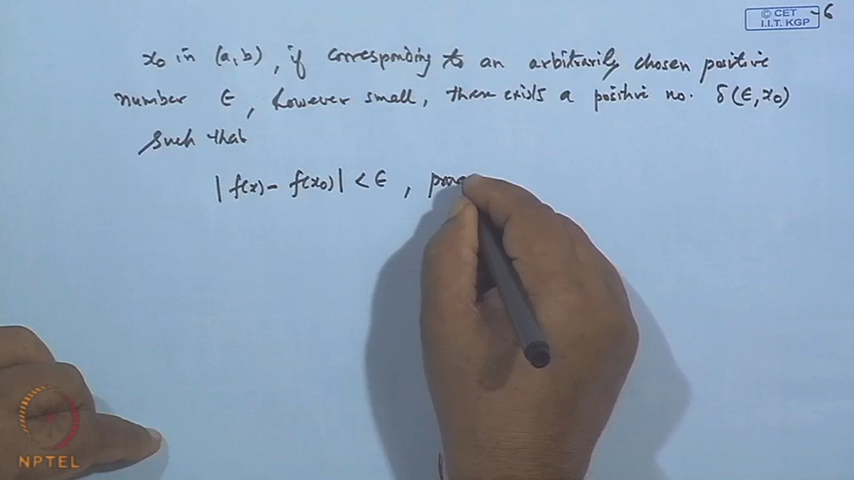 © CET
I.I.T. KGP
-6
x₀ in (a,b), if corresponding to an arbitrarily chosen positive
number ϵ, however small, there exists a positive no. δ(ϵ,x₀)
such that
|f(x)- f(x₀)| < ϵ ,
NPTEL